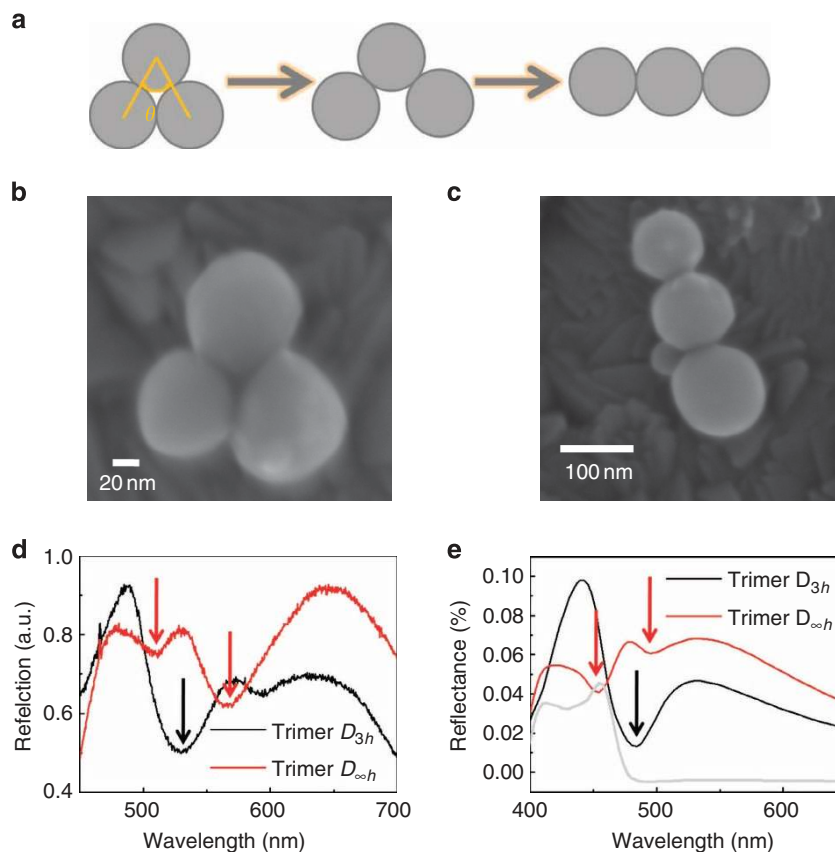 a
θ
b
c
20 nm
100 nm
d
e
1.0
0.8
0.6
0.4
Refelction (a.u.)
Trimer D3h
Trimer D∞h
500
600
700
Wavelength (nm)
0.10
0.08
0.06
0.04
0.02
0.00
Reflectance (%)
Trimer D3h
Trimer D∞h
400
500
600
Wavelength (nm)